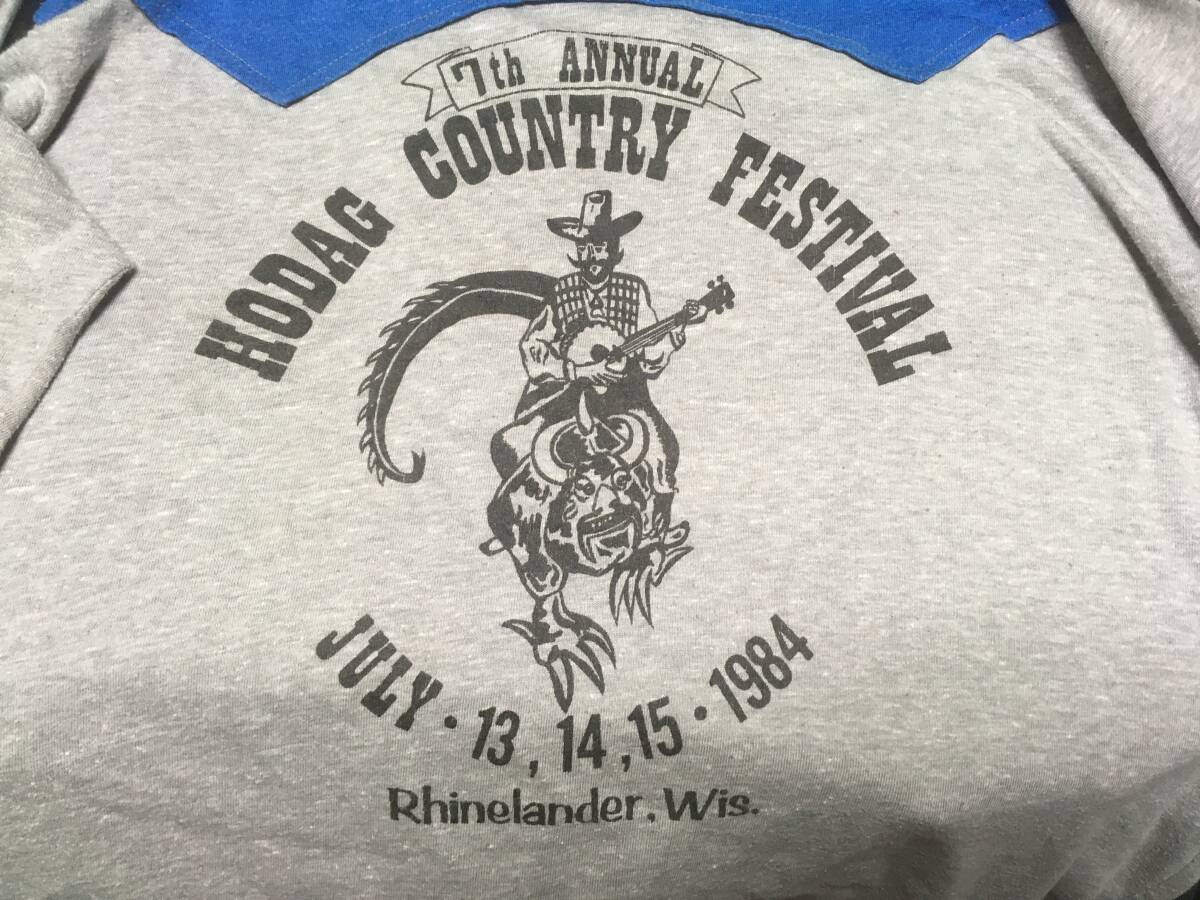 7th ANNUAL
HODAG COUNTRY FESTIVAL
JULY · 13, 14, 15 · 1984
Rhinelander, Wis.